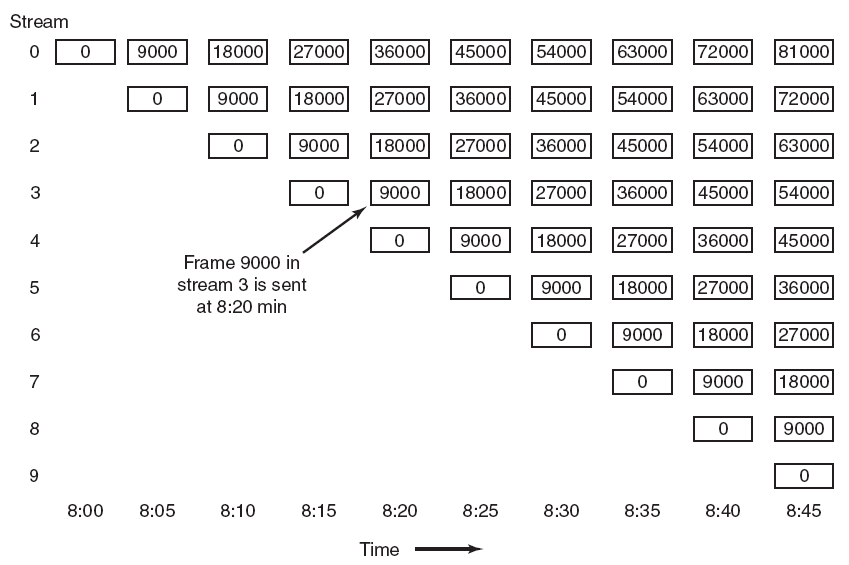 Stream
0 0 9000 18000 27000 36000 45000 54000 63000 72000 81000
1 0 9000 18000 27000 36000 45000 54000 63000 72000
2 0 9000 18000 27000 36000 45000 54000 63000
3 0 9000 18000 27000 36000 45000 54000
4 0 9000 18000 27000 36000 45000
Frame 9000 in
stream 3 is sent
at 8:20 min
5 0 9000 18000 27000 36000
6 0 9000 18000 27000
7 0 9000 18000
8 0 9000
9 0
8:00 8:05 8:10 8:15 8:20 8:25 8:30 8:35 8:40 8:45
Time